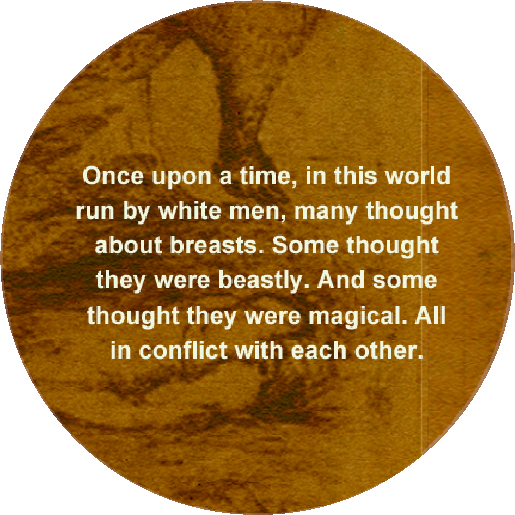 Once upon a time, in this world
run by white men, many thought
about breasts. Some thought
they were beastly. And some
thought they were magical. All
in conflict with each other.